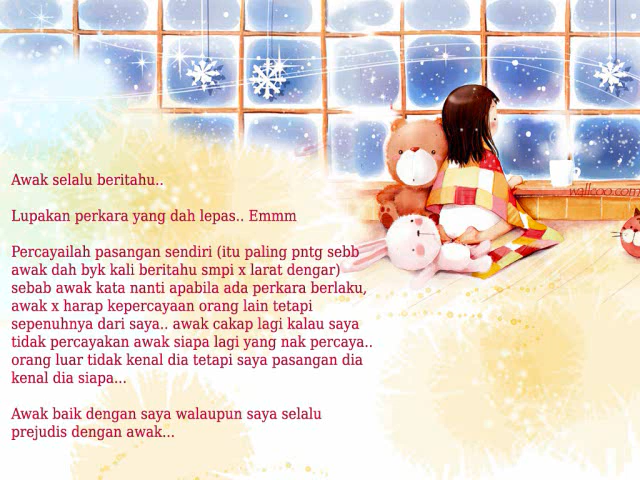 Awak selalu beritahu..
Lupakan perkara yang dah lepas.. Emmm
Percayailah pasangan sendiri (itu paling pntg sebb
awak dah byk kali beritahu smpi x larat dengar)
sebab awak kata nanti apabila ada perkara berlaku,
awak x harap kepercayaan orang lain tetapi
sepenuhnya dari saya.. awak cakap lagi kalau saya
tidak percayakan awak siapa lagi yang nak percaya..
orang luar tidak kenal dia tetapi saya pasangan dia
kenal dia siapa...
Awak baik dengan saya walaupun saya selalu
prejudis dengan awak...
wallcoo.com